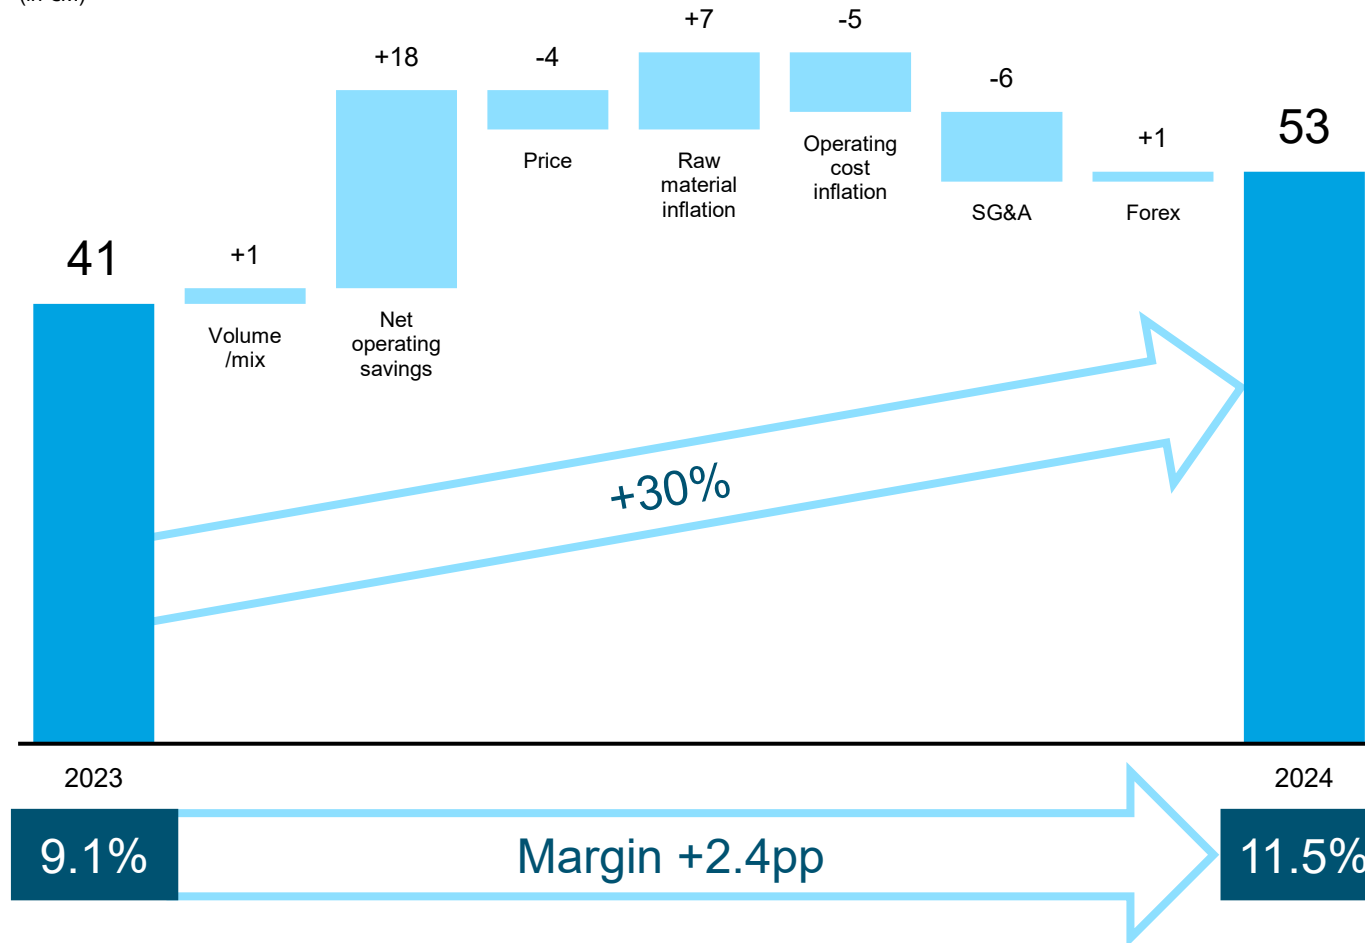 +7
-5
+18
-4
-6
Price
Raw
material
inflation
Operating
cost
inflation
+1
53
SG&A
Forex
41
+1
Volume
/mix
Net
operating
savings
+30%
2023
2024
9.1%
Margin +2.4pp
11.5%